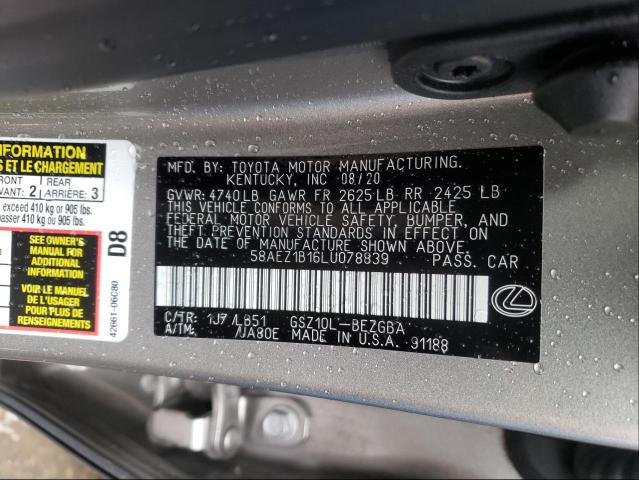 INFORMATION
ET LE CHARGEMENT
FRONT
AVANT: 2
REAR
ARRIÈRE: 3
exceed 410 kg or 905 lbs.
passer 410 kg ou 905 lbs.
SEE OWNER'S
MANUAL FOR
ADDITIONAL
INFORMATION
VOIR LE MANUEL
DE L'USAGER
POUR PLUS DE
RENSEIGNEMENTS
D8
42661-06C80
MFD. BY: TOYOTA MOTOR MANUFACTURING.
KENTUCKY, INC 08/20
GVWR: 4740LB GAWR FR 2625 LB RR 2425 LB
THIS VEHICLE CONFORMS TO ALL APPLICABLE
FEDERAL MOTOR VEHICLE SAFETY, BUMPER, AND
THEFT PREVENTION STANDARDS IN EFFECT ON
THE DATE OF MANUFACTURE SHOWN ABOVE.
58AEZ1B16LU078839 PASS. CAR
C/TR: 1J7/LB51 GSZ10L-BEZGBA
A/TM: /UA80E MADE IN U.S.A. 91188